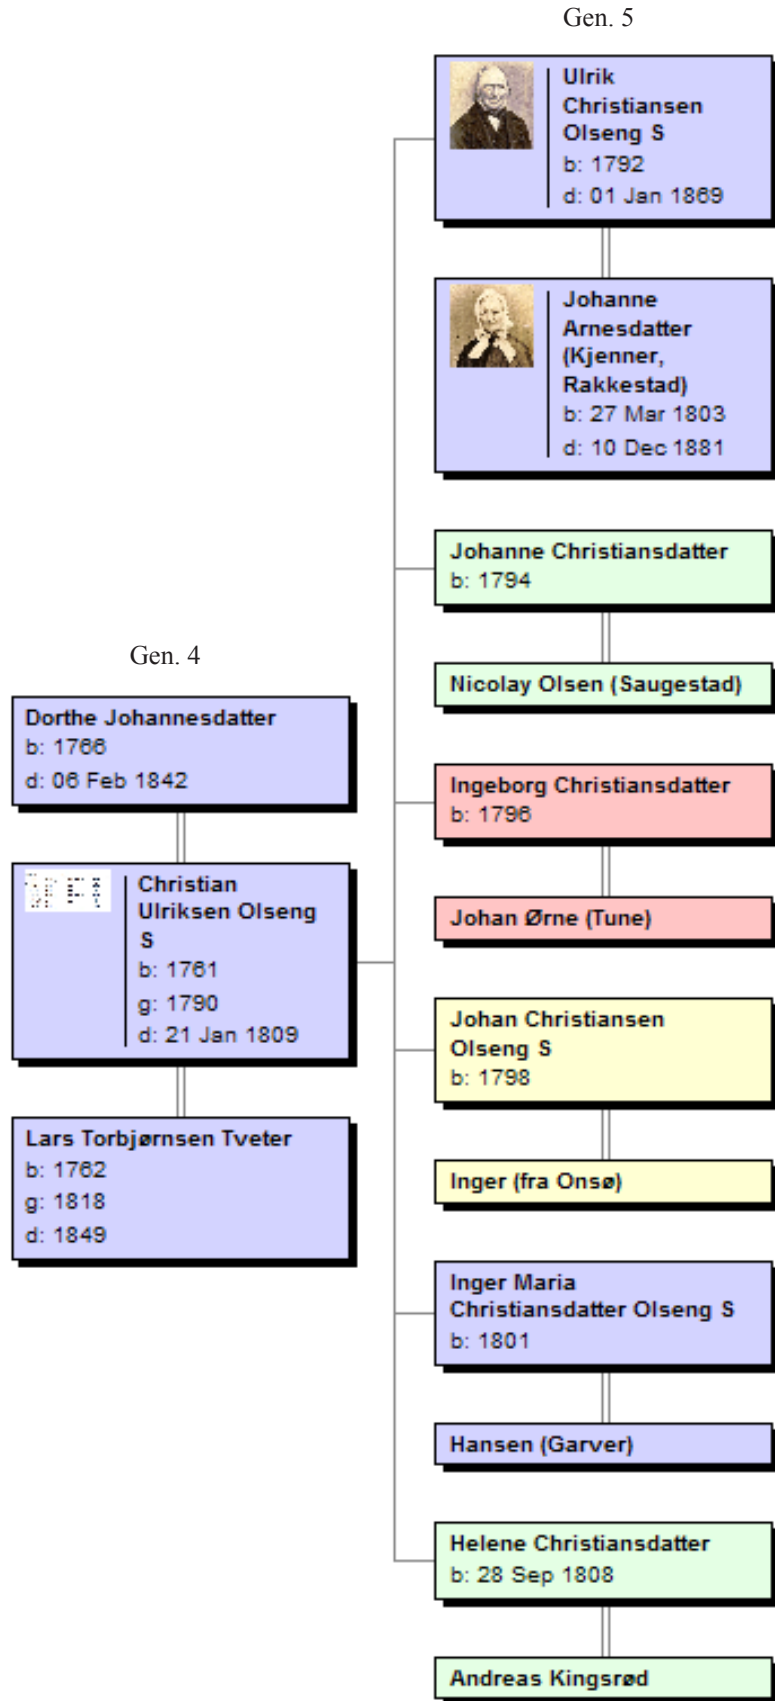 Gen. 5
Ulrik
Christiansen
Olseng S
b: 1792
d: 01 Jan 1869
Johanne
Arnesdatter
(Kjenner,
Rakkestad)
b: 27 Mar 1803
d: 10 Dec 1881
Johanne Christiansdatter
b: 1794
Nicolay Olsen (Saugestad)
Gen. 4
Dorthe Johannesdatter
b: 1766
d: 06 Feb 1842
Christian
Ulriksen Olseng
S
b: 1761
g: 1790
d: 21 Jan 1809
Lars Torbjørnsen Tveter
b: 1762
g: 1818
d: 1849
Ingeborg Christiansdatter
b: 1796
Johan Ørne (Tune)
Johan Christiansen
Olseng S
b: 1798
Inger (fra Onsø)
Inger Maria
Christiansdatter Olseng S
b: 1801
Hansen (Garver)
Helene Christiansdatter
b: 28 Sep 1808
Andreas Kingsrød